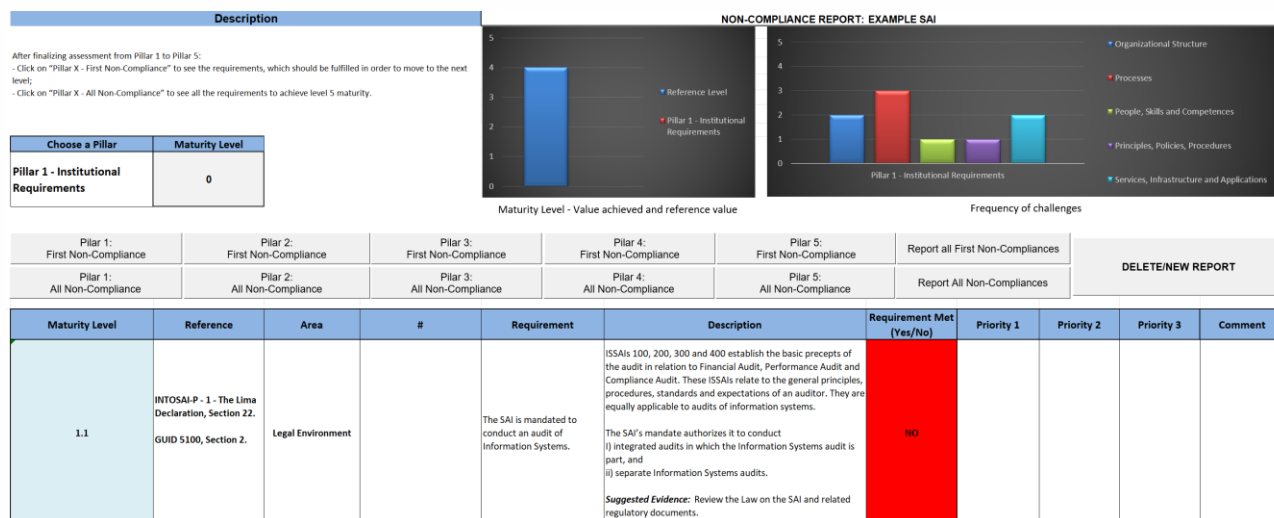 Description
NON-COMPLIANCE REPORT: EXAMPLE SAI
After finalizing assessment from Pillar 1 to Pillar 5:
- Click on "Pillar X - First Non-Compliance" to see the requirements, which should be fulfilled in order to move to the next
level;
- Click on "Pillar X - All Non-Compliance" to see all the requirements to achieve level 5 maturity.
Choose a Pillar
Maturity Level
Pillar 1 - Institutional
Requirements
0
5
4
3
2
1
0
Reference Level
Pillar 1 - Institutional
Requirements
Maturity Level - Value achieved and reference value
5
4
3
2
1
0
Pillar 1 - Institutional Requirements
Organizational Structure
Processes
People, Skills and Competences
Principles, Policies, Procedures
Services, Infrastructure and Applications
Frequency of challenges
Pilar 1:
First Non-Compliance
Pilar 2:
First Non-Compliance
Pilar 3:
First Non-Compliance
Pilar 4:
First Non-Compliance
Pilar 5:
First Non-Compliance
Report all First Non-Compliances
DELETE/NEW REPORT
Pilar 1:
All Non-Compliance
Pilar 2:
All Non-Compliance
Pilar 3:
All Non-Compliance
Pilar 4:
All Non-Compliance
Pilar 5:
All Non-Compliance
Report All Non-Compliances
Maturity Level
Reference
Area
#
Requirement
Description
Requirement Met
(Yes/No)
Priority 1
Priority 2
Priority 3
Comment
1.1
INTOSAI-P - 1 - The Lima
Declaration, Section 22.
GUID 5100, Section 2.
Legal Environment
The SAI is mandated to
conduct an audit of
Information Systems.
ISSAIs 100, 200, 300 and 400 establish the basic precepts of
the audit in relation to Financial Audit, Performance Audit and
Compliance Audit. These ISSAIs relate to the general principles,
procedures, standards and expectations of an auditor. They are
equally applicable to audits of information systems.
The SAI's mandate authorizes it to conduct
I) integrated audits in which the Information Systems audit is
part, and
ii) separate Information Systems audits.
Suggested Evidence: Review the Law on the SAI and related
regulatory documents.
NO